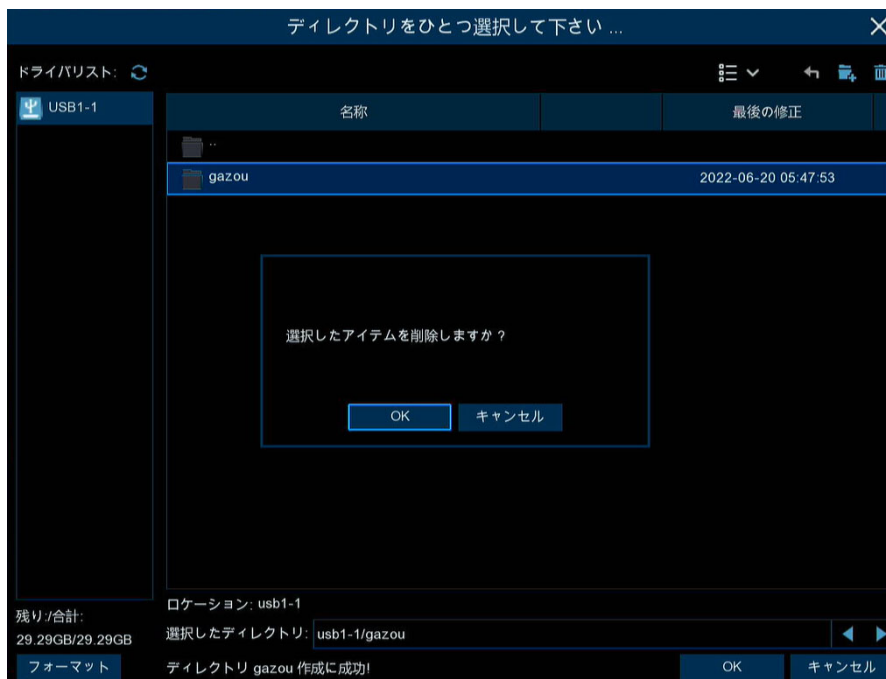 ディレクトリをひとつ選択して下さい ...
ドライバリスト:
USB1-1
名称
最後の修正
..
gazou
2022-06-20 05:47:53
選択したアイテムを削除しますか？
OK
キャンセル
残り:/合計:
29.29GB/29.29GB
フォーマット
ロケーション: usb1-1
選択したディレクトリ: usb1-1/gazou
ディレクトリ gazou 作成に成功!
OK
キャンセル